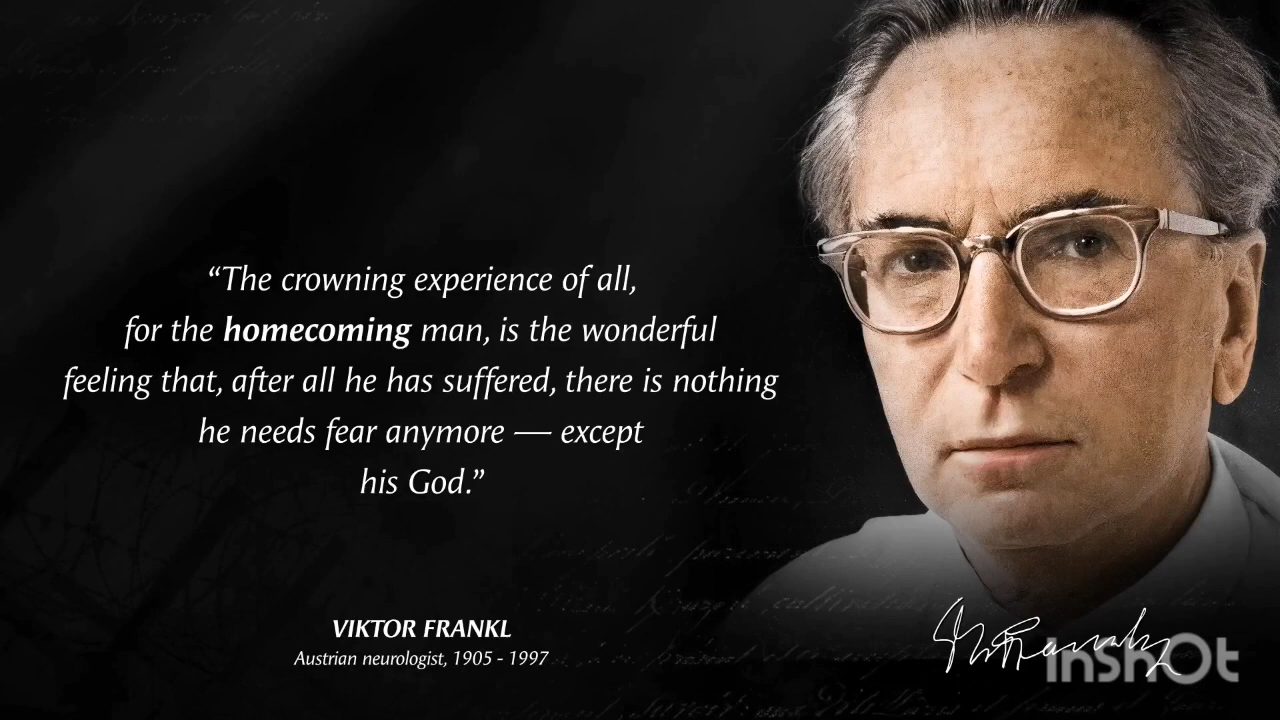 “The crowning experience of all,
for the homecoming man, is the wonderful
feeling that, after all he has suffered, there is nothing
he needs fear anymore — except
his God.”
VIKTOR FRANKL
Austrian neurologist, 1905 - 1997
InShOt